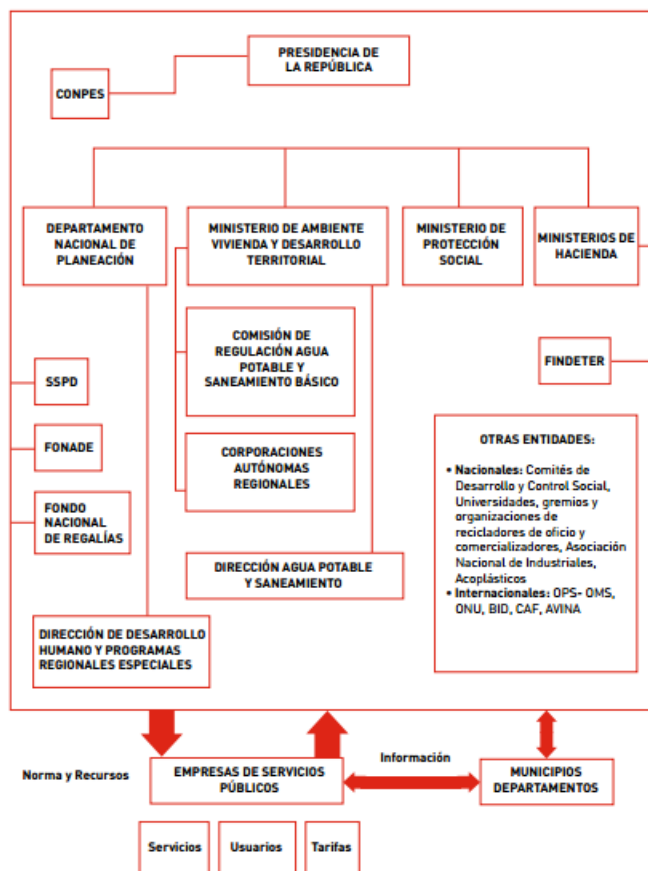 PRESIDENCIA DE
LA REPÚBLICA
CONPES
DEPARTAMENTO
NACIONAL DE
PLANEACIÓN
MINISTERIO DE AMBIENTE
VIVIENDA Y DESARROLLO
TERRITORIAL
MINISTERIO DE
PROTECCIÓN
SOCIAL
MINISTERIOS DE
HACIENDA
COMISIÓN DE
REGULACIÓN AGUA
POTABLE Y
SANEAMIENTO BÁSICO
FINDETER
SSPD
FONADE
CORPORACIONES
AUTÓNOMAS
REGIONALES
FONDO
NACIONAL
DE REGALÍAS
DIRECCIÓN AGUA POTABLE
Y SANEAMIENTO
DIRECCIÓN DE DESARROLLO
HUMANO Y PROGRAMAS
REGIONALES ESPECIALES
OTRAS ENTIDADES:
• Nacionales: Comités de
Desarrollo y Control Social,
Universidades, gremios y
organizaciones de
recicladores de oficio y
comercializadores, Asociación
Nacional de Industriales,
Acoplásticos
• Internacionales: OPS- OMS,
ONU, BID, CAF, AVINA
Norma y Recursos
EMPRESAS DE SERVICIOS
PÚBLICOS
Información
MUNICIPIOS
DEPARTAMENTOS
Servicios
Usuarios
Tarifas